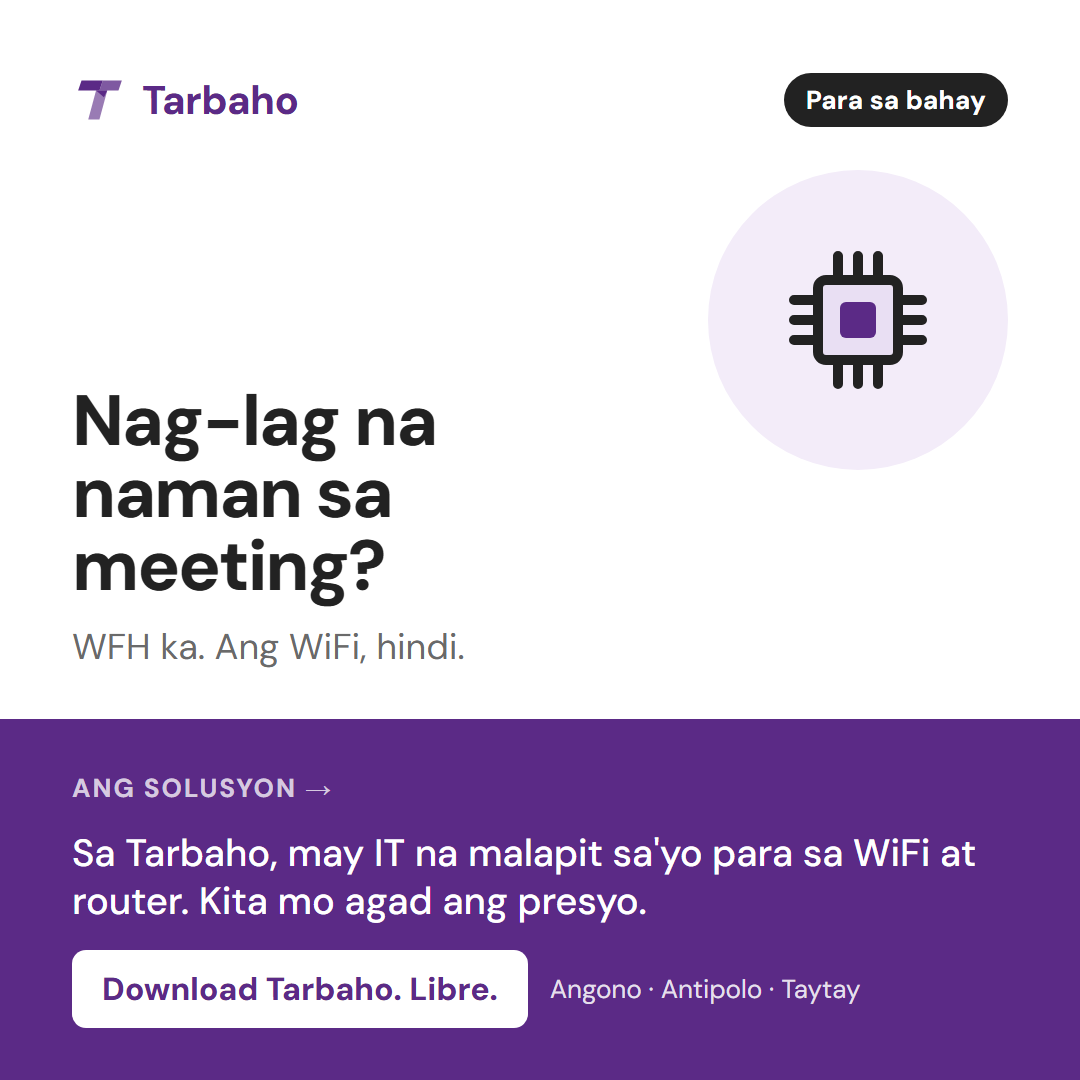 Tarbaho
Para sa bahay
Nag-lag na
naman sa
meeting?
WFH ka. Ang WiFi, hindi.
ANG SOLUSYON →
Sa Tarbaho, may IT na malapit sa'yo para sa WiFi at
router. Kita mo agad ang presyo.
Download Tarbaho. Libre.
Angono · Antipolo · Taytay